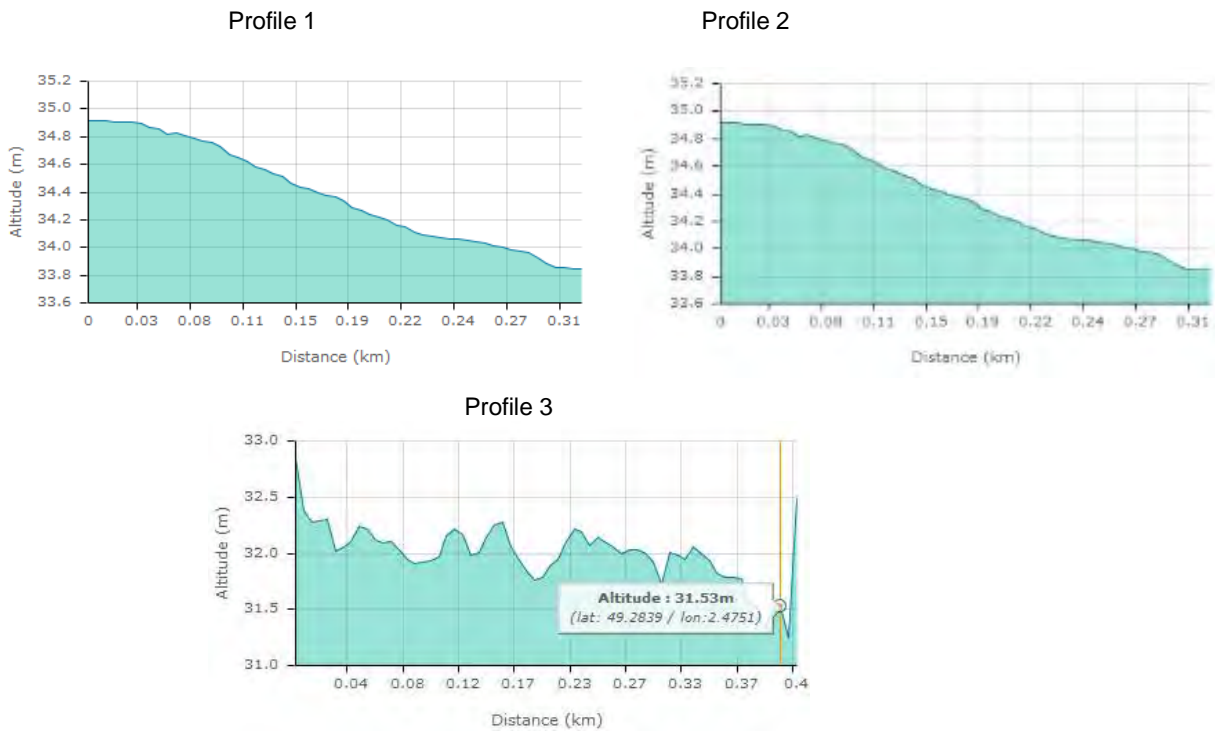 Profile 1
Profile 2
35.2
35.0
34.8
34.6
34.4
34.2
34.0
33.8
33.6
Altitude (m)
0 0.03 0.08 0.11 0.15 0.19 0.22 0.24 0.27 0.31
Distance (km)
35.2
35.0
34.8
34.6
34.4
34.2
34.0
33.8
33.6
Altitude (m)
0 0.03 0.08 0.11 0.15 0.19 0.22 0.24 0.27 0.31
Distance (km)
Profile 3
33.0
32.5
32.0
31.5
31.0
Altitude (m)
Altitude : 31.53m
(lat: 49.2839 / lon:2.4751)
0.04 0.08 0.12 0.17 0.23 0.27 0.33 0.37 0.4
Distance (km)